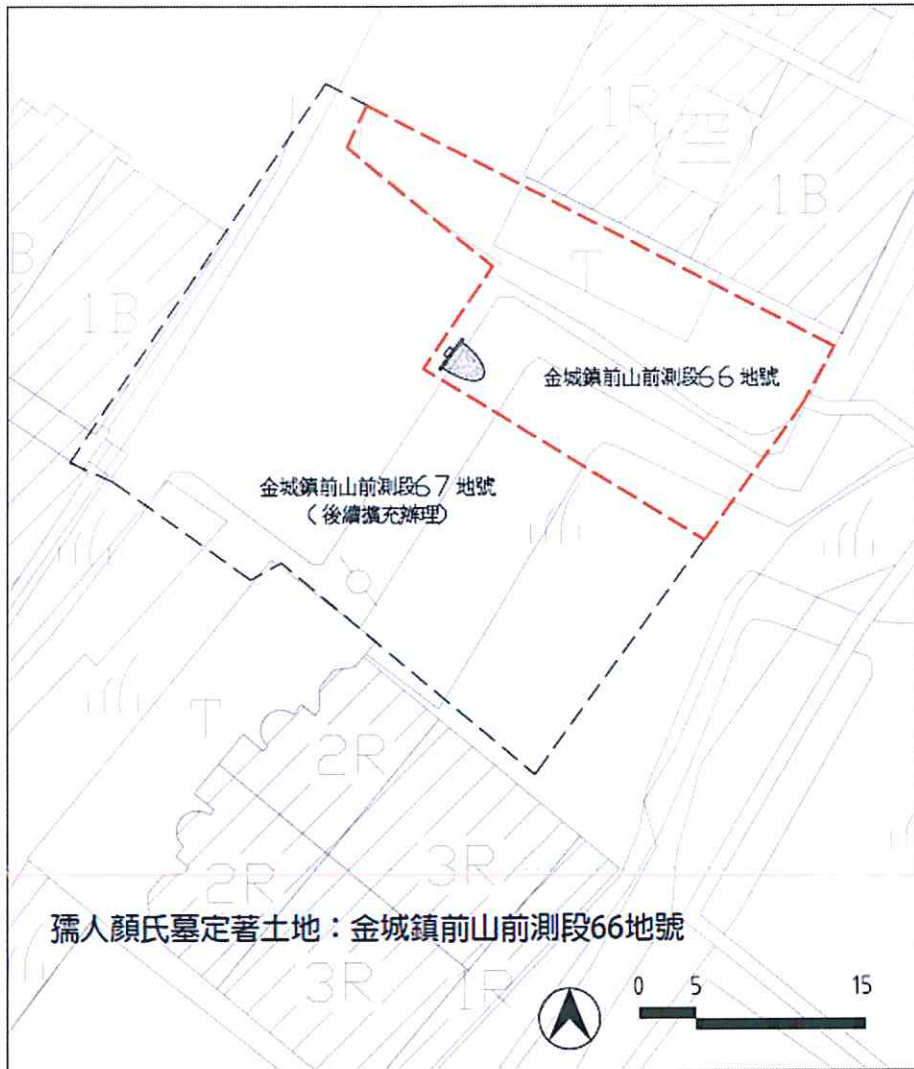 1R
1B
B
1B
T
金城鎮前山前測段66 地號
金城鎮前山前測段67 地號
(後續擴充辦理)
T
2R
2R
3R
孺人顏氏墓定著土地:金城鎮前山前測段66地號
3R
1R
0 5 15